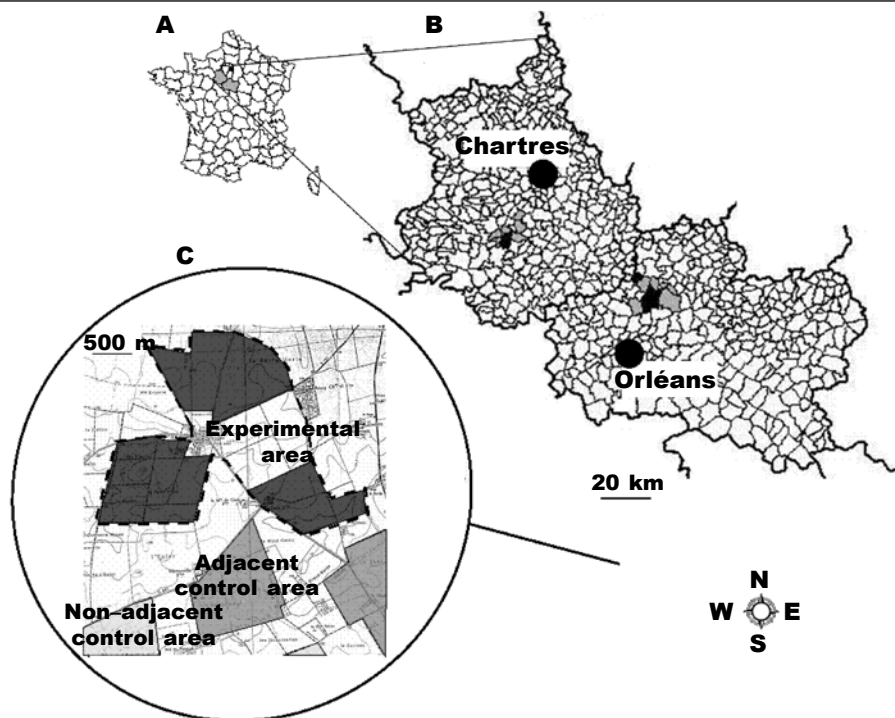 A
B
Chartres
Orléans
20 km
C
500 m
Experimental
area
Adjacent
control area
Non–adjacent
control area
N
W E
S